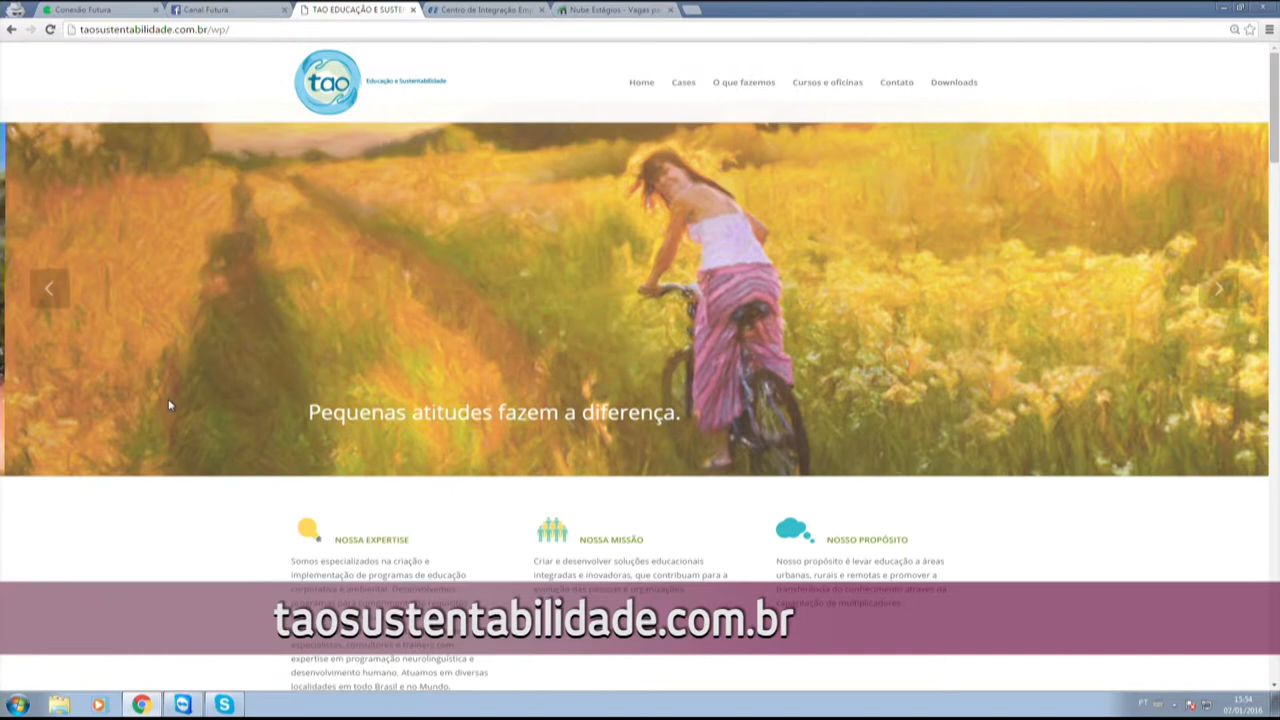 Conexão Futura
Canal Futura
TAO EDUCAÇÃO E SUSTE
Centro de Integração Emp
Nube Estágios - Vagas pa
taosustentabilidade.com.br/wp/
tao
Educação e Sustentabilidade
Home
Cases
O que fazemos
Cursos e oficinas
Contato
Downloads
Pequenas atitudes fazem a diferença.
NOSSA EXPERTISE
Somos especializados na criação e
implementação de programas de educação
corporativa e ambiental. Desenvolvemos
especialistas, consultores e trainers com
expertise em programação neurolinguística e
desenvolvimento humano. Atuamos em diversas
localidades em todo Brasil e no Mundo.
NOSSA MISSÃO
Criar e desenvolver soluções educacionais
integradas e inovadoras, que contribuam para a
evolução das pessoas e organizações.
NOSSO PROPÓSITO
Nosso propósito é levar educação a áreas
urbanas, rurais e remotas e promover a
transferência do conhecimento através da
capacitação de multiplicadores.
taosustentabilidade.com.br
PT
15:54
07/01/2016